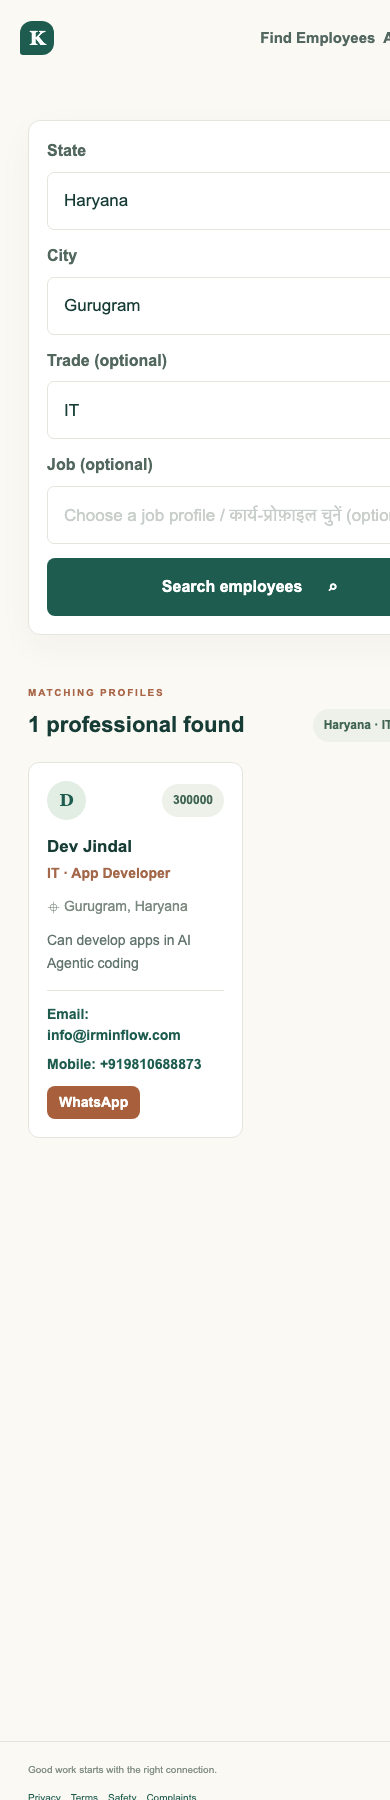 K
Find Employees A
State
Haryana
City
Gurugram
Trade (optional)
IT
Job (optional)
Choose a job profile / कार्य-प्रोफ़ाइल चुनें (optio
Search employees
MATCHING PROFILES
1 professional found
Haryana · IT
D
300000
Dev Jindal
IT · App Developer
Gurugram, Haryana
Can develop apps in AI
Agentic coding
Email:
info@irminflow.com
Mobile: +919810688873
WhatsApp
Good work starts with the right connection.
Privacy Terms Safety Complaints